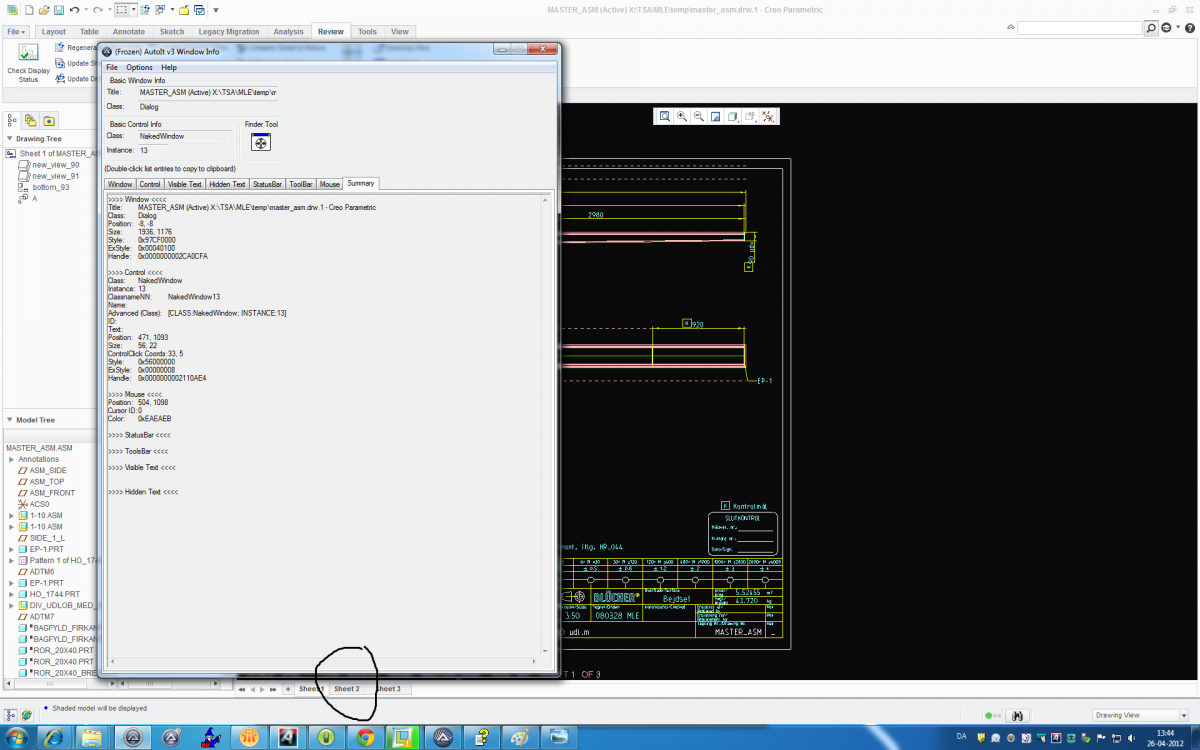 MASTER_ASM (Active) X:\TSA\MLE\temp\master_asm.drw.1 - Creo Parametric
File Layout Table Annotate Sketch Legacy Migration Analysis Review Tools View
Check Display
Status
Regenera
Update S
Update Dr
(Frozen) AutoIt v3 Window Info
File Options Help
Basic Window Info
Title: MASTER_ASM (Active) X:\TSA\MLE\temp\m
Class: Dialog
Basic Control Info
Class: NakedWindow
Instance: 13
Finder Tool
(Double-click list entries to copy to clipboard)
Window Control Visible Text Hidden Text StatusBar ToolBar Mouse Summary
>>>> Window <<<<
Title: MASTER_ASM (Active) X:\TSA\MLE\temp\master_asm.drw.1 - Creo Parametric
Class: Dialog
Position: -8, -8
Size: 1936, 1176
Style: 0x97CF0000
ExStyle: 0x00040100
Handle: 0x0000000002CA0CFA
>>>> Control <<<<
Class: NakedWindow
Instance: 13
ClassnameNN: NakedWindow13
Name:
Advanced (Class): [CLASS:NakedWindow; INSTANCE:13]
ID:
Text:
Position: 471, 1093
Size: 56, 22
ControlClick Coords: 33, 5
Style: 0x56000000
ExStyle: 0x00000008
Handle: 0x0000000002110AE4
>>>> Mouse <<<<
Position: 504, 1098
Cursor ID: 0
Color: 0xEAEAEB
>>>> StatusBar <<<<
>>>> ToolsBar <<<<
>>>> Visible Text <<<<
>>>> Hidden Text <<<<
Drawing Tree
Sheet 1 of MASTER_AS
new_view_90
new_view_91
bottom_93
A
Model Tree
MASTER_ASM.ASM
Annotations
ASM_SIDE
ASM_TOP
ASM_FRONT
ACS0
1-10.ASM
1-10.ASM
SIDE_1_L
EP-1.PRT
Pattern 1 of HO_174
ADTM6
EP-1.PRT
HO_1744.PRT
DIV_UDLOB_MED_
ADTM7
*BAGFYLD_FIRKAN
*BAGFYLD_FIRKAN
*ROR_20X40.PRT
*ROR_20X40.PRT
*ROR_20X40_BRE
2980
K
K 920
EP-1
K Kontrolmål
SLUTKONTROL
Dato/Sign.
mont. iflg. HR_044
BLÜCHER®
Bejdset
5.52455
43.720
3.50
080328 MLE
udl.m
MASTER_ASM
T 1 OF 3
Sheet 1 Sheet 2 Sheet 3
Shaded model will be displayed
Drawing View
DA
13:44
26-04-2012